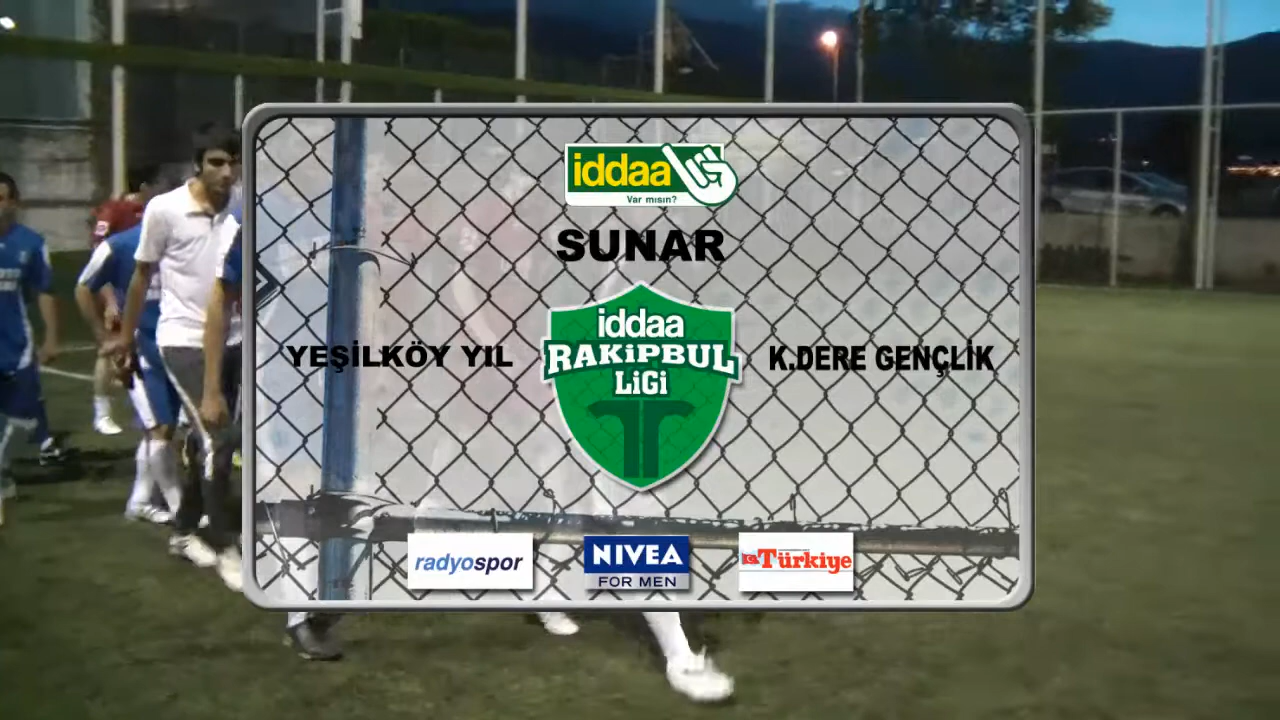 iddaa
Var mısın?
SUNAR
YEŞİLKÖY YIL
iddaa
RAKİPBUL
LİGİ
K.DERE GENÇLİK
radyospor
NIVEA
FOR MEN
Türkiye